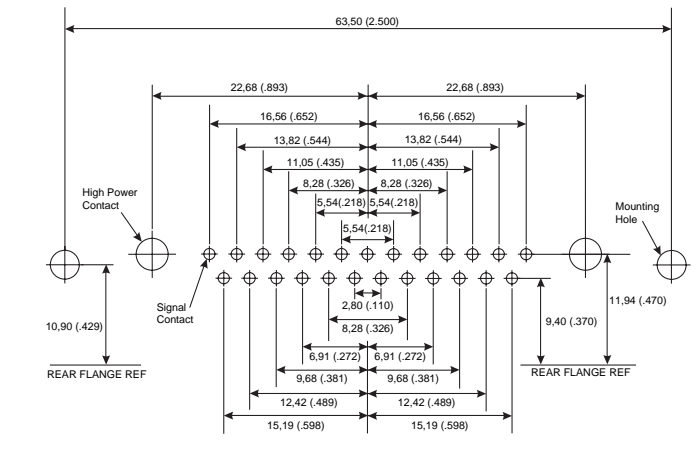 63,50 (2.500)
22,68 (.893) 22,68 (.893)
16,56 (.652) 16,56 (.652)
13,82 (.544) 13,82 (.544)
11,05 (.435) 11,05 (.435)
8,28 (.326) 8,28 (.326)
5,54(.218) 5,54(.218)
5,54(.218)
High Power
Contact
Mounting
Hole
Signal
Contact
2,80 (.110)
8,28 (.326)
6,91 (.272) 6,91 (.272)
9,68 (.381) 9,68 (.381)
12,42 (.489) 12,42 (.489)
15,19 (.598) 15,19 (.598)
10,90 (.429)
REAR FLANGE REF
11,94 (.470)
9,40 (.370)
REAR FLANGE REF